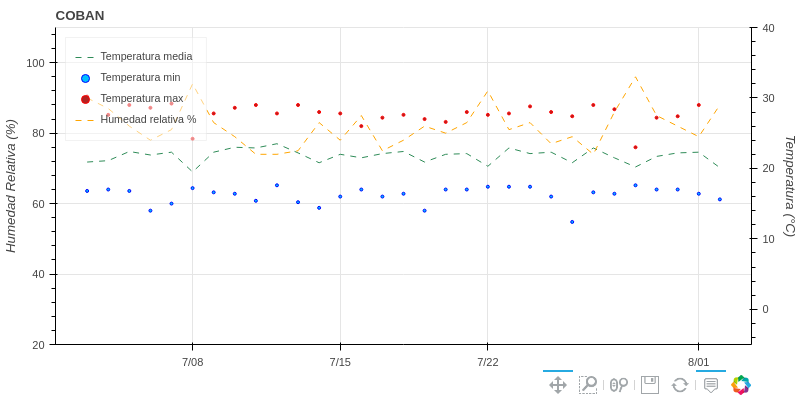 COBAN
Temperatura media
Temperatura min
Temperatura max
Humedad relativa %
Humedad Relativa (%)
100
80
60
40
20
Temperatura (°C)
40
30
20
10
0
7/08
7/15
7/22
8/01